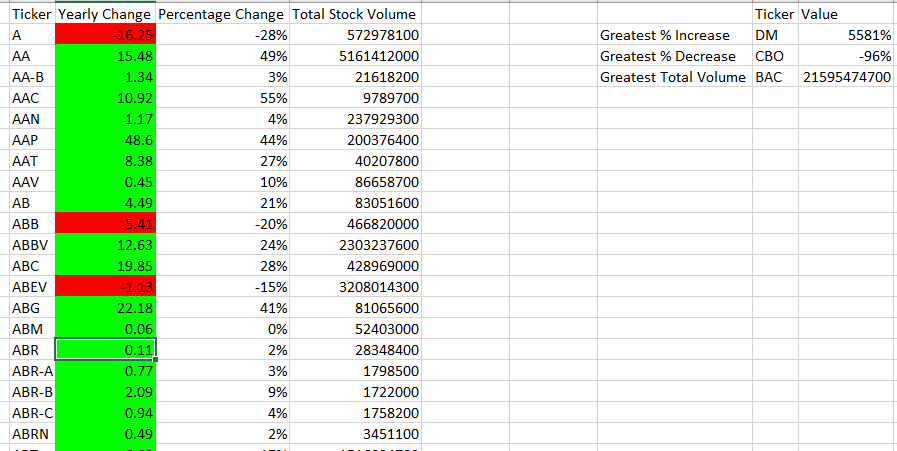 Ticker Yearly Change Percentage Change Total Stock Volume Ticker Value
A -16.25 -28% 572978100 Greatest % Increase DM 5581%
AA 15.48 49% 5161412000 Greatest % Decrease CBO -96%
AA-B 1.34 3% 21618200 Greatest Total Volume BAC 21595474700
AAC 10.92 55% 9789700
AAN 1.17 4% 237929300
AAP 48.6 44% 200376400
AAT 8.38 27% 40207800
AAV 0.45 10% 86658700
AB 4.49 21% 83051600
ABB -5.41 -20% 466820000
ABBV 12.63 24% 2303237600
ABC 19.85 28% 428969000
ABEV -1.13 -15% 3208014300
ABG 22.18 41% 81065600
ABM 0.06 0% 52403000
ABR 0.11 2% 28348400
ABR-A 0.77 3% 1798500
ABR-B 2.09 9% 1722000
ABR-C 0.94 4% 1758200
ABRN 0.49 2% 3451100